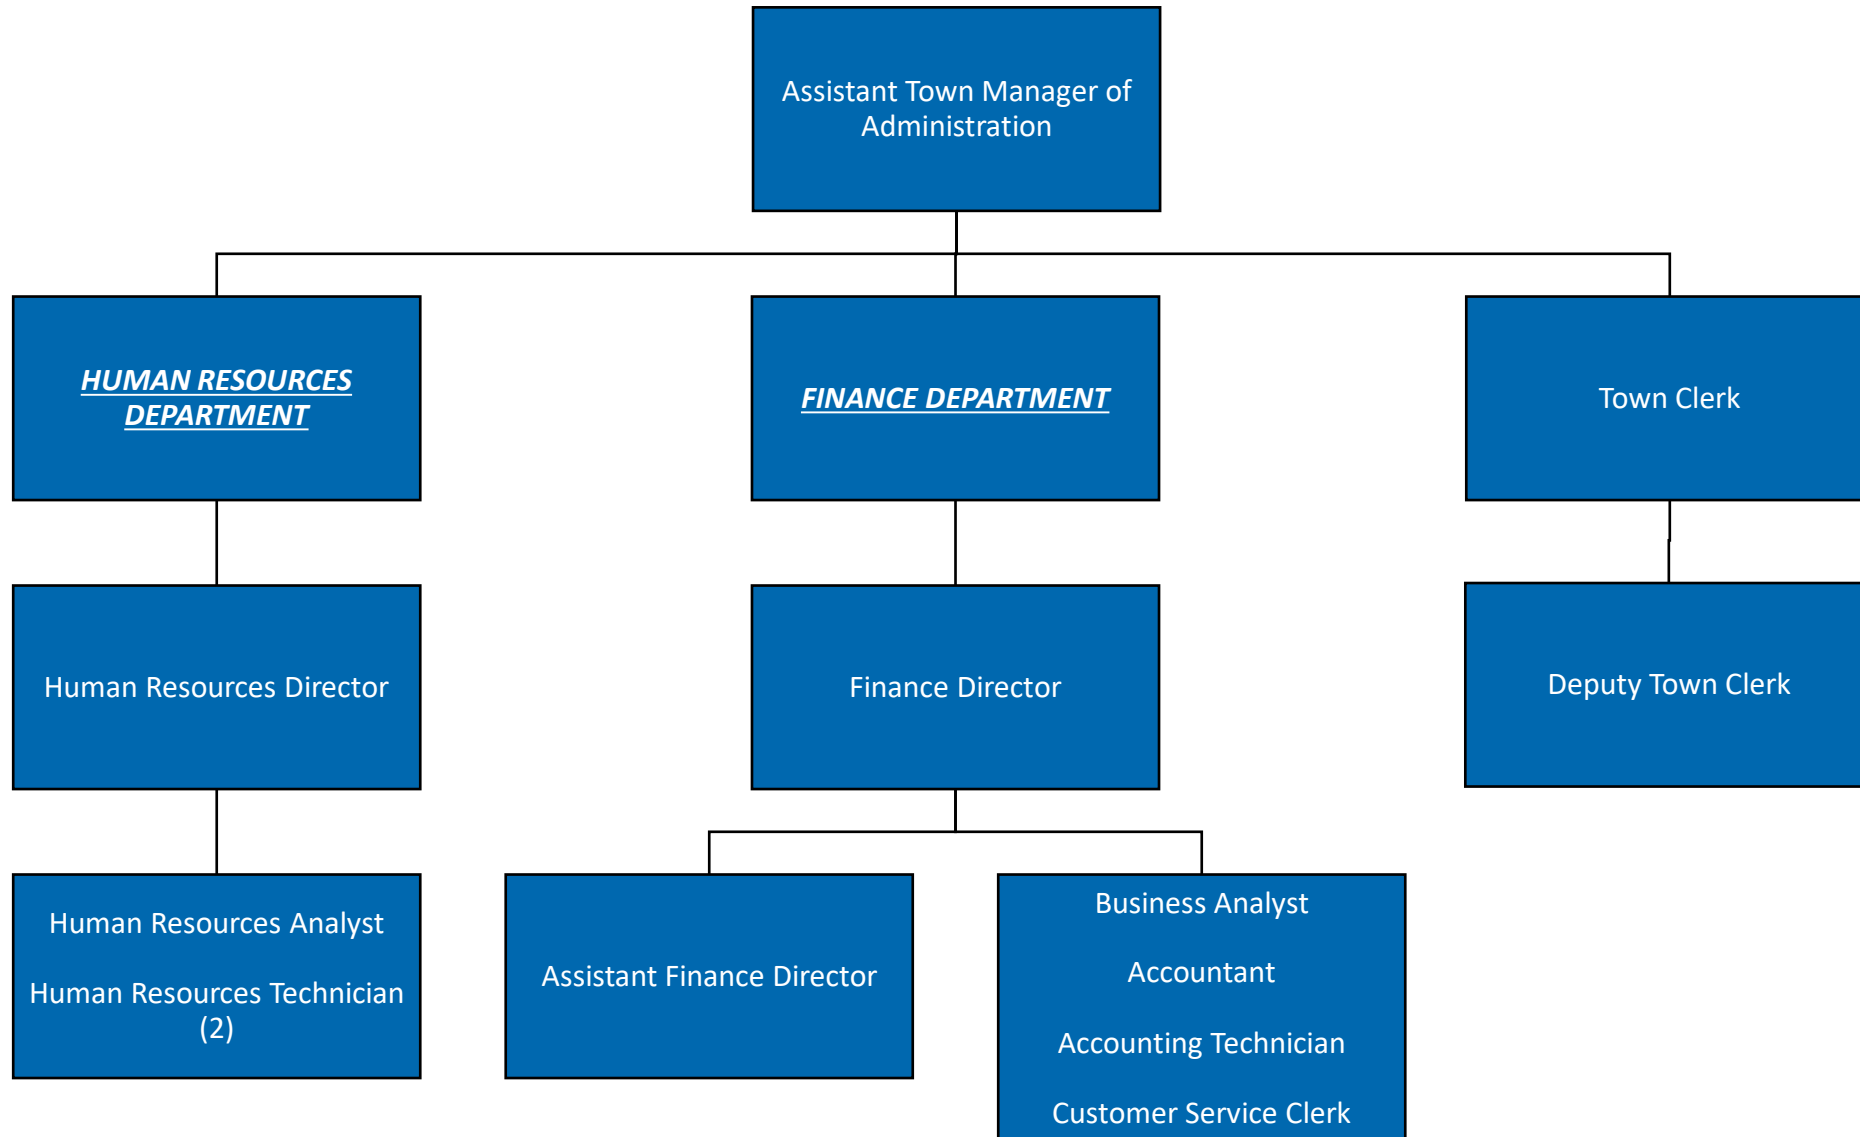 Assistant Town Manager of
Administration
HUMAN RESOURCES
DEPARTMENT
FINANCE DEPARTMENT
Town Clerk
Human Resources Director
Finance Director
Deputy Town Clerk
Human Resources Analyst
Human Resources Technician
(2)
Assistant Finance Director
Business Analyst
Accountant
Accounting Technician
Customer Service Clerk